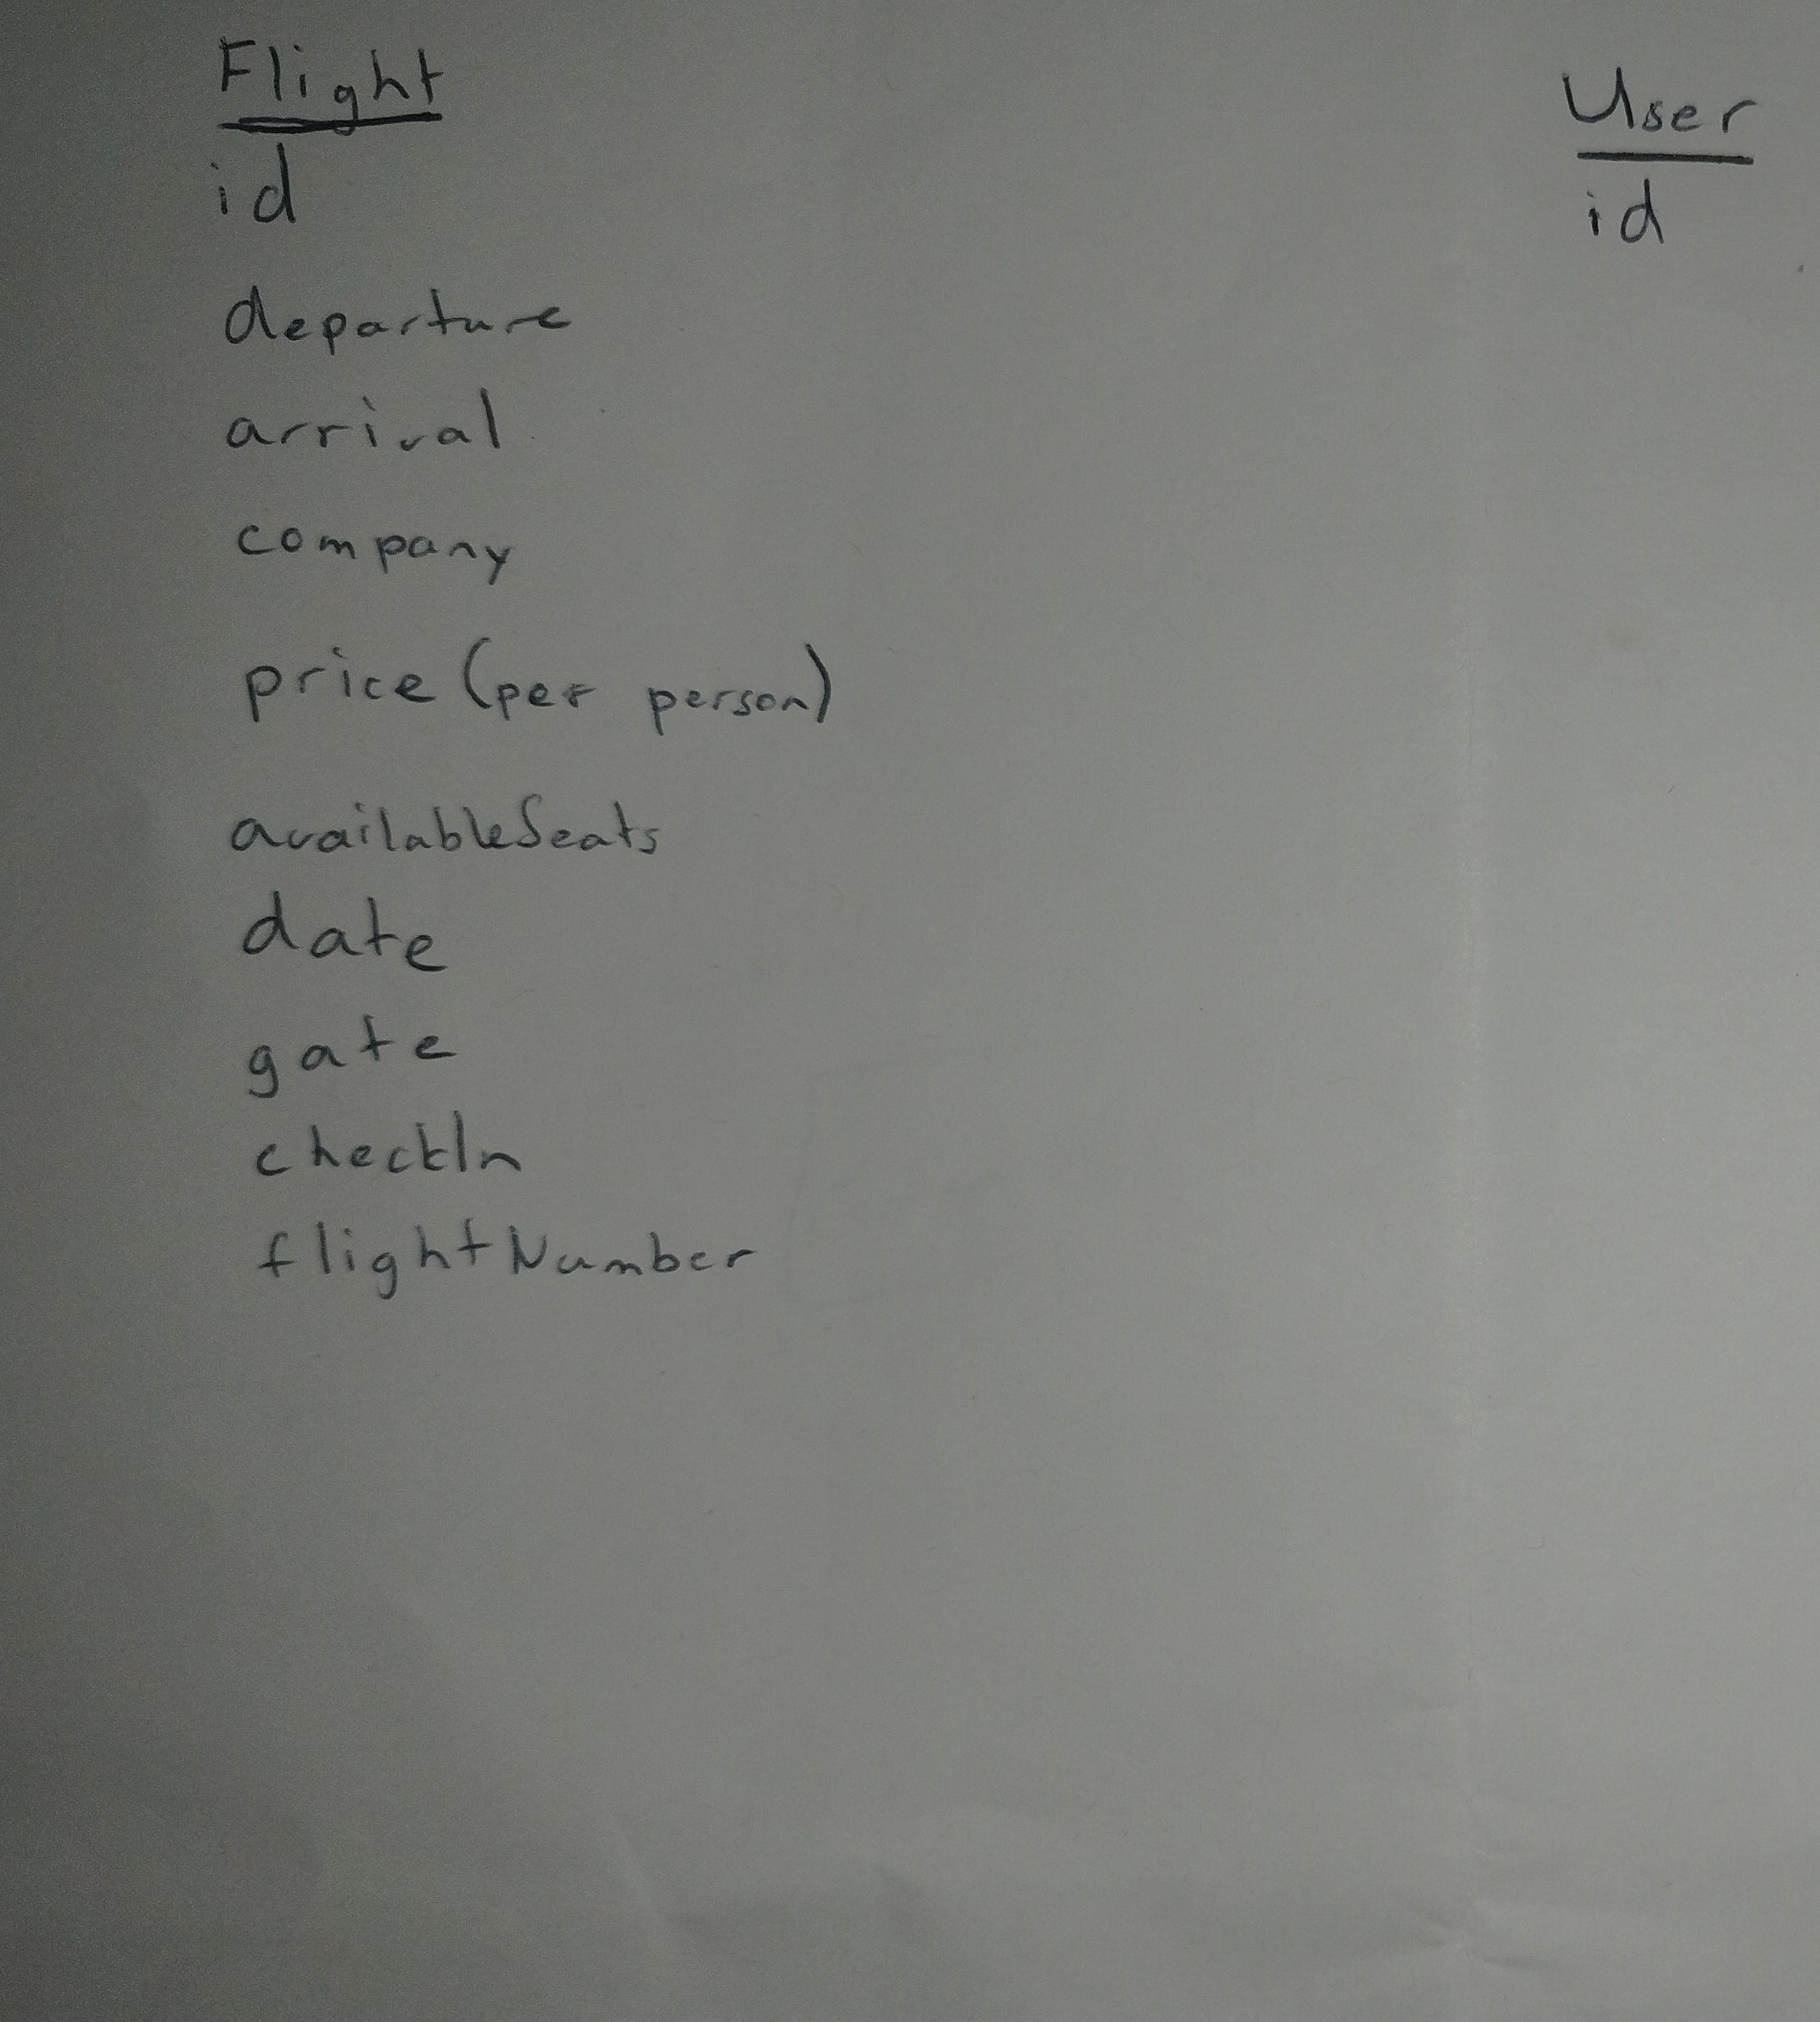 Flight
id
departure
arrival
company
price (per person)
availableSeats
date
gate
checkIn
flightNumber
User
id